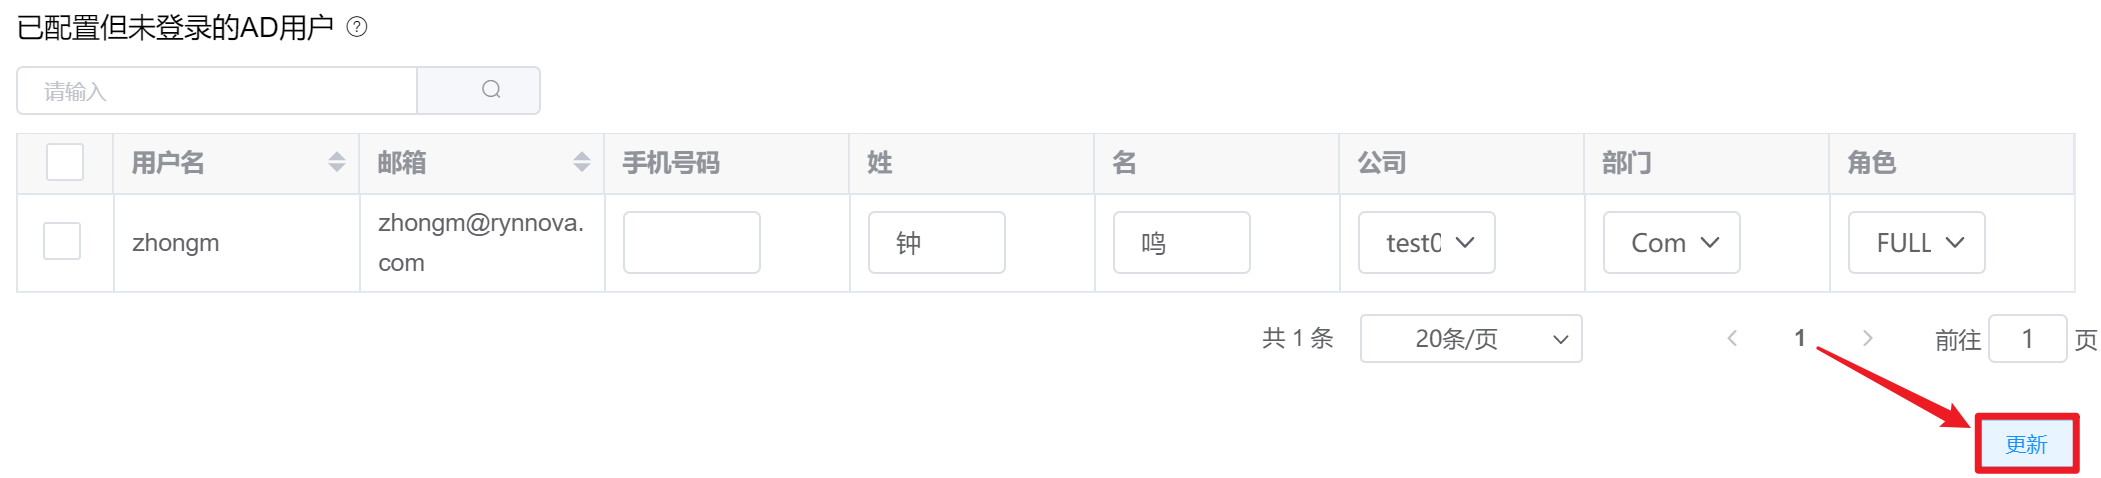 已配置但未登录的AD用户 ?
请输入
用户名 邮箱 手机号码 姓 名 公司 部门 角色
zhongm zhongm@rynnova. 钟 鸣 test0 Com FULL
com
共 1 条 20条/页 1 前往 1 页
更新